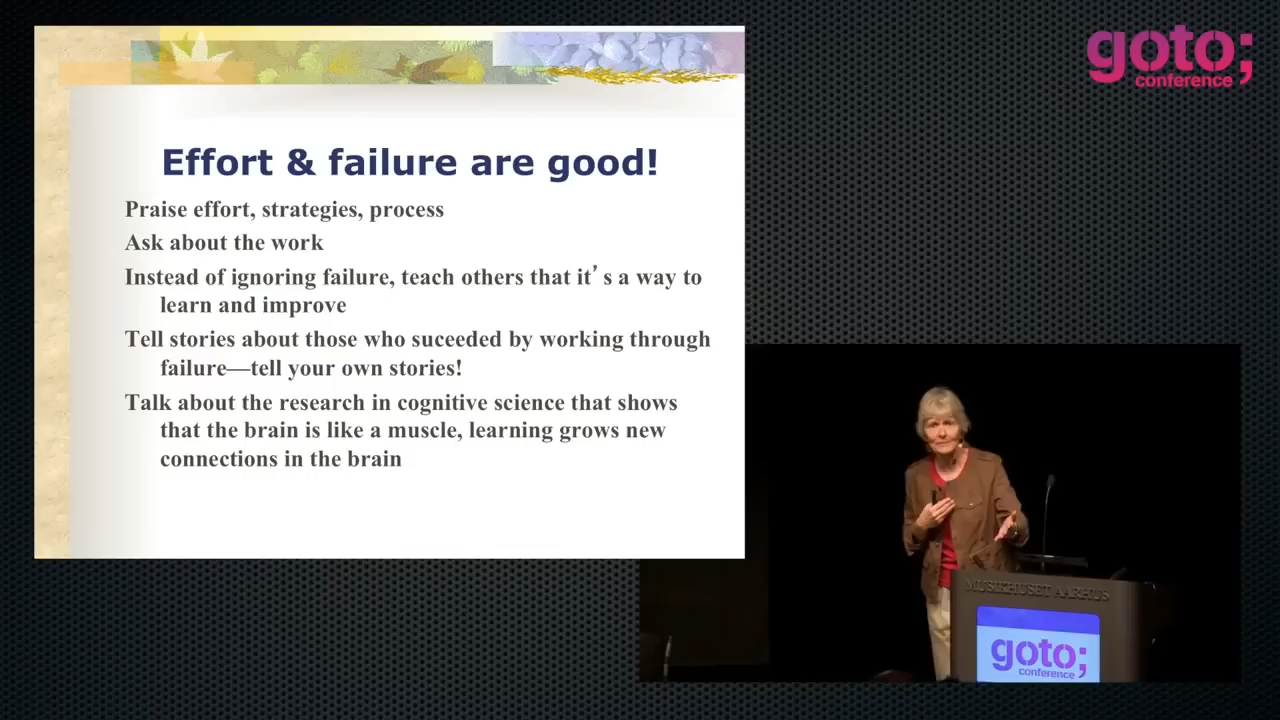 goto;
conference
Effort & failure are good!
Praise effort, strategies, process
Ask about the work
Instead of ignoring failure, teach others that it’s a way to
learn and improve
Tell stories about those who suceeded by working through
failure—tell your own stories!
Talk about the research in cognitive science that shows
that the brain is like a muscle, learning grows new
connections in the brain
MUSIKHUSET AARHUS
goto;
conference